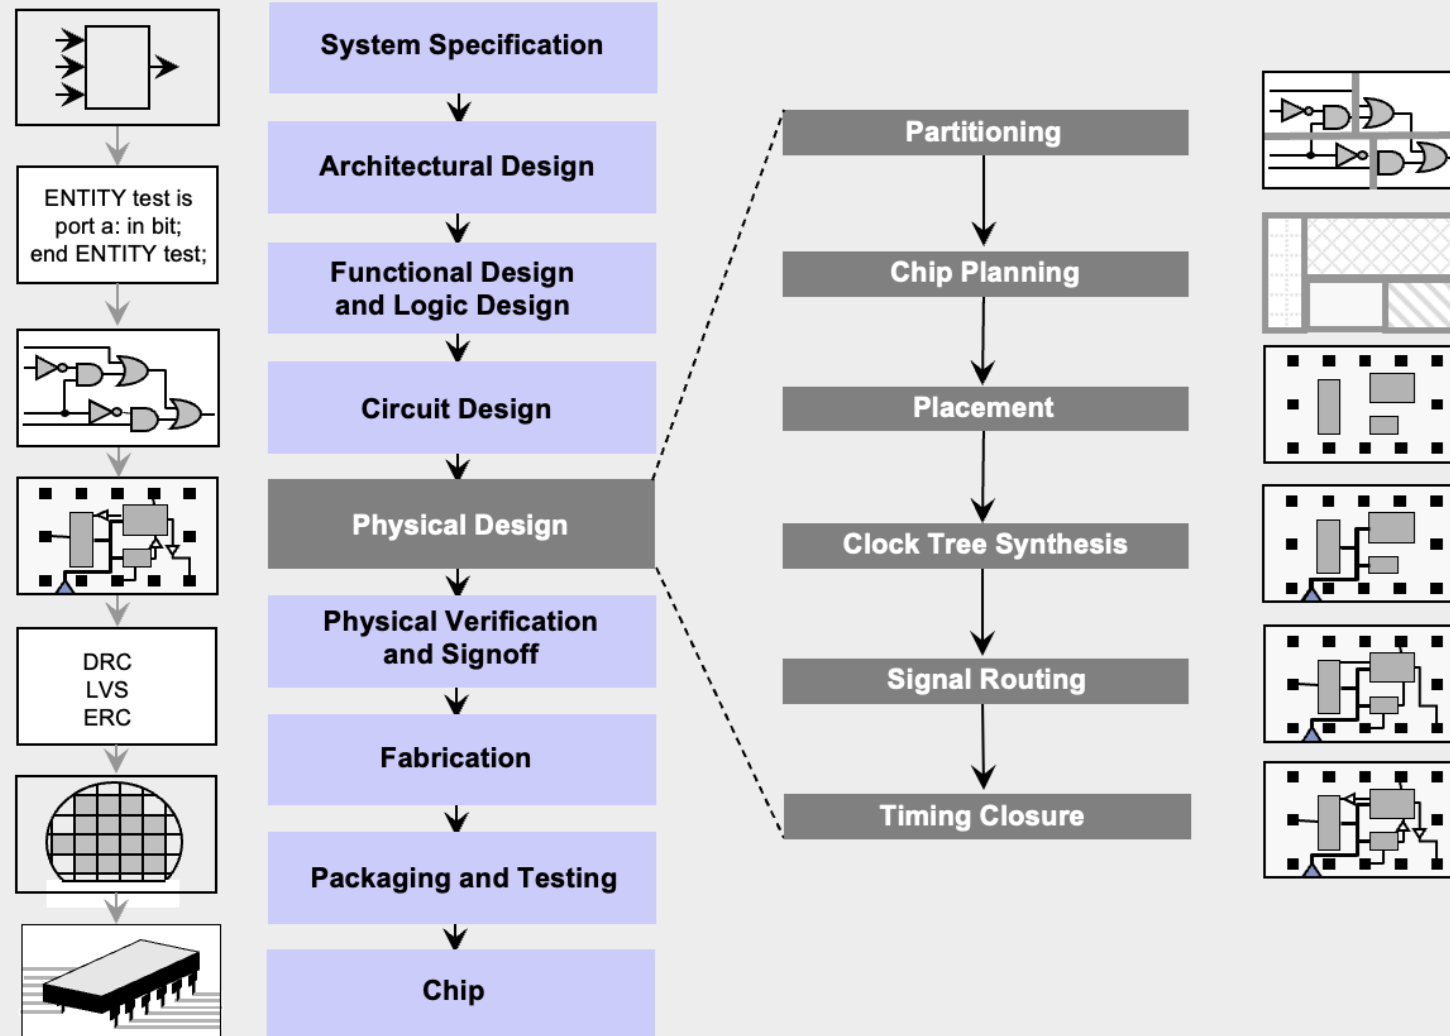 ENTITY test is
port a: in bit;
end ENTITY test;
DRC
LVS
ERC
System Specification
Architectural Design
Functional Design
and Logic Design
Circuit Design
Physical Design
Physical Verification
and Signoff
Fabrication
Packaging and Testing
Chip
Partitioning
Chip Planning
Placement
Clock Tree Synthesis
Signal Routing
Timing Closure